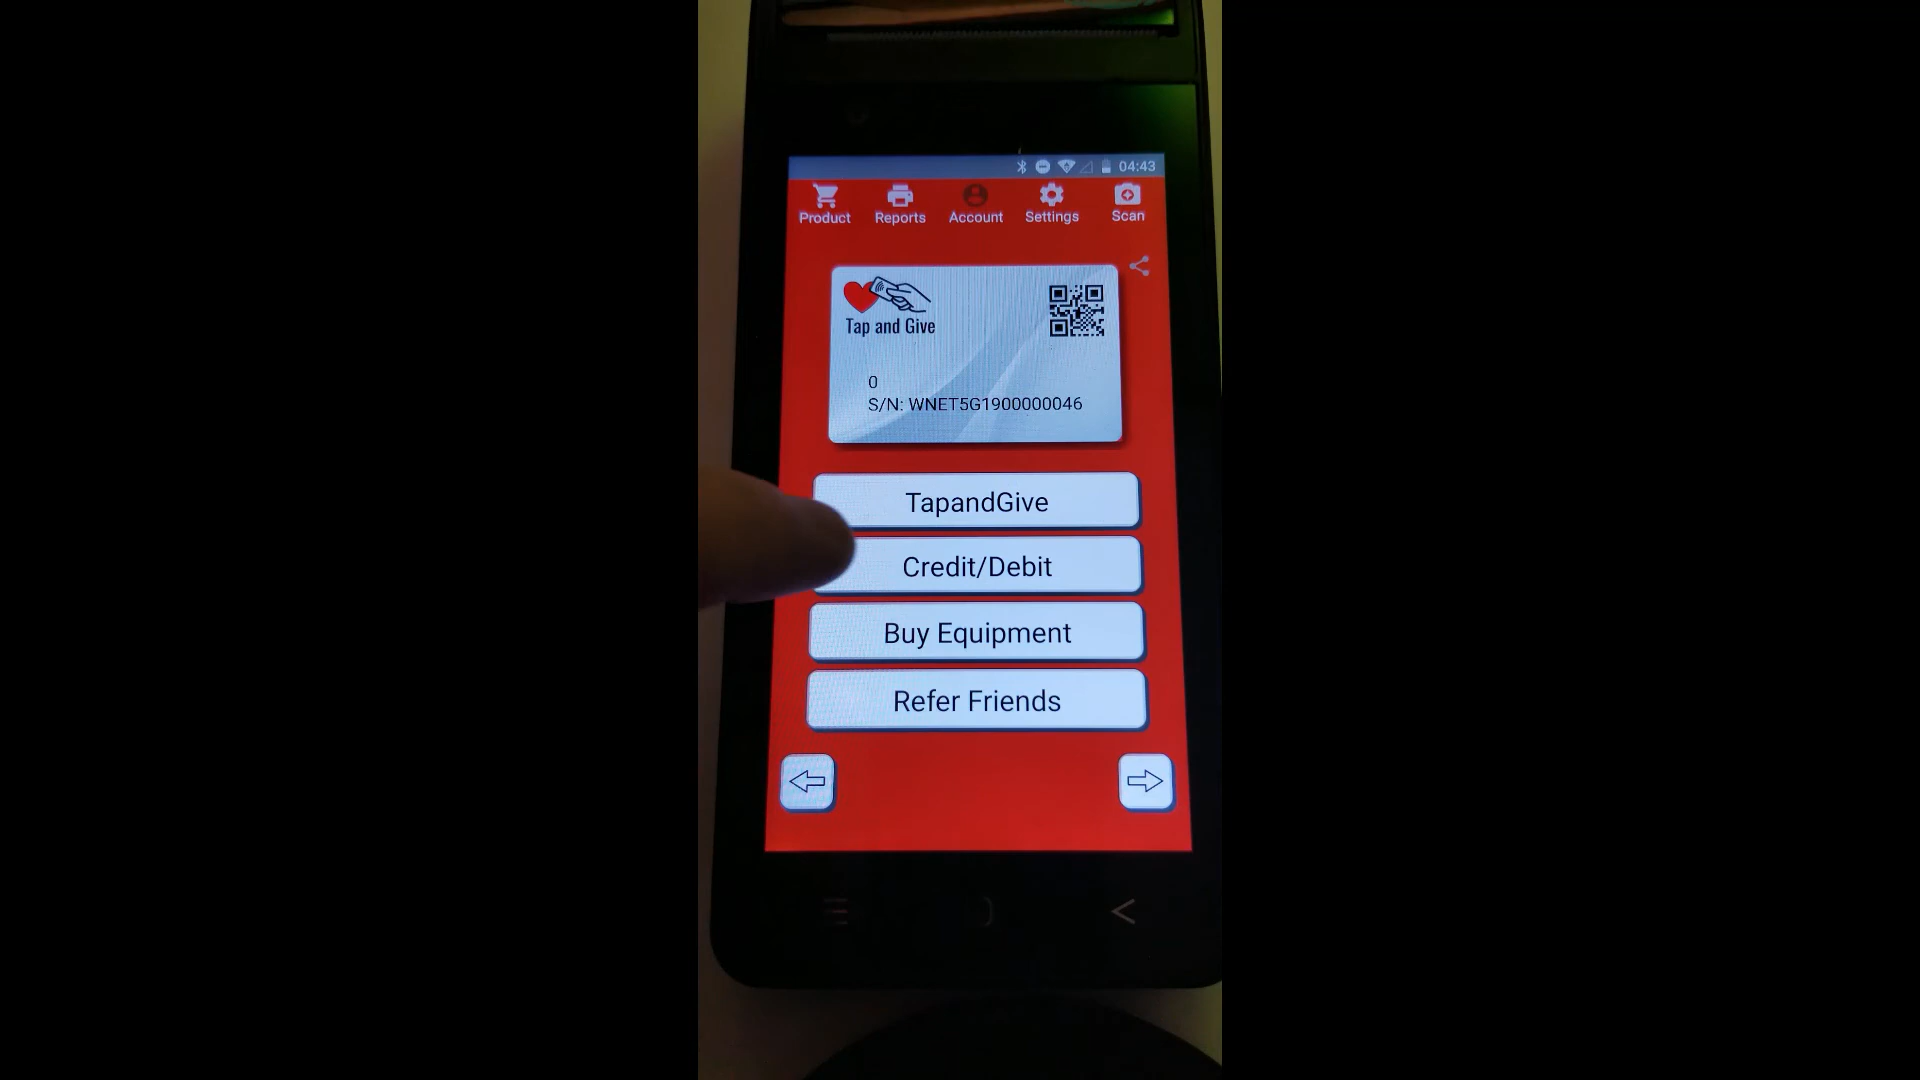 04:43
Product Reports Account Settings Scan
Tap and Give
0
S/N: WNET5G1900000046
TapandGive
Credit/Debit
Buy Equipment
Refer Friends